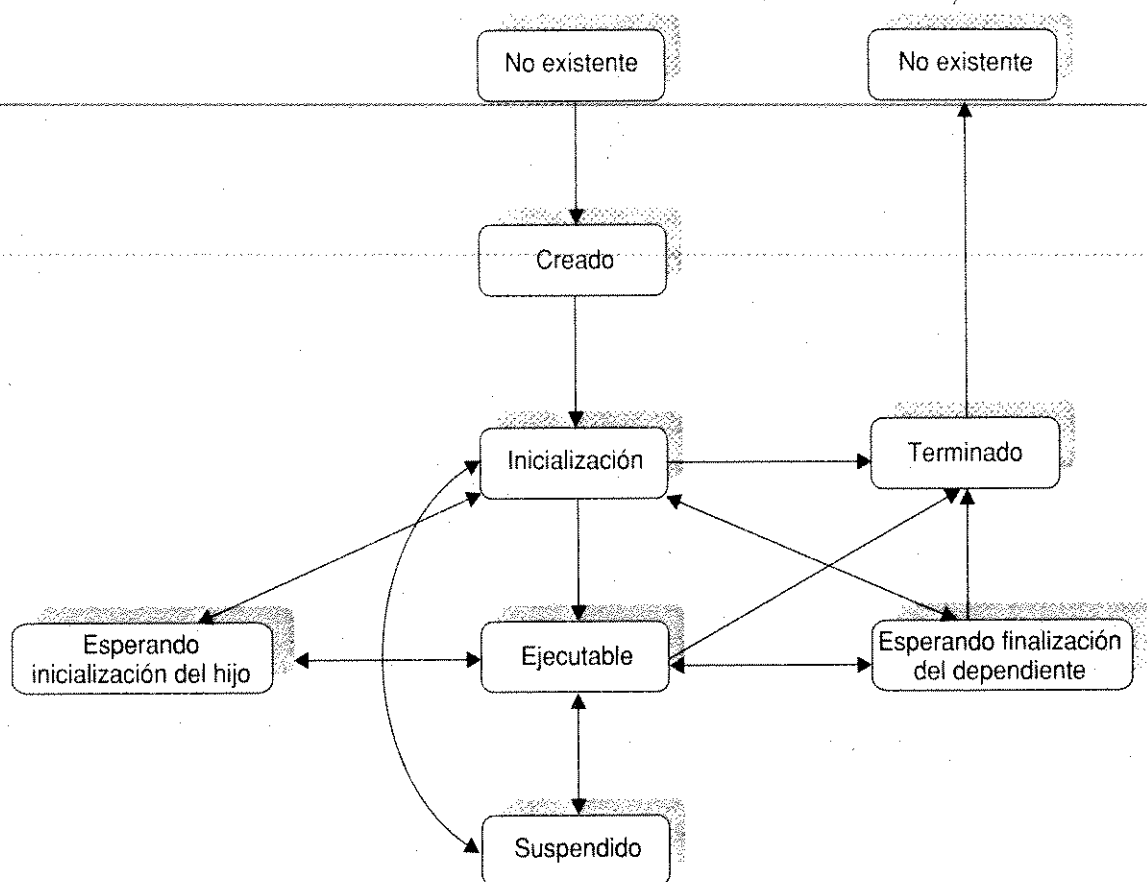 No existente
No existente
Creado
Inicialización
Terminado
Esperando
inicialización del hijo
Ejecutable
Esperando finalización
del dependiente
Suspendido